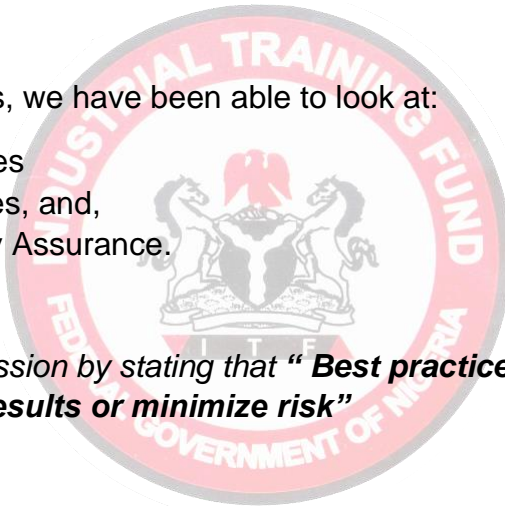 INDUSTRIAL TRAINING FUND
s, we have been able to look at:
es
es, and,
y Assurance.
I T F
ssion by stating that “ Best practice
esults or minimize risk”
FEDERAL GOVERNMENT OF NIGERIA